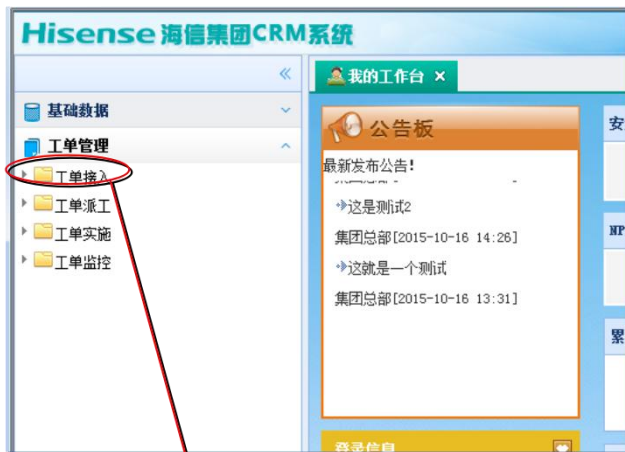 Hisense 海信集团CRM系统
我的工作台
基础数据
工单管理
工单接入
工单派工
工单实施
工单监控
公告板
最新发布公告!
这是测试2
集团总部[2015-10-16 14:26]
这就是一个测试
集团总部[2015-10-16 13:31]
登录信息
安
NP
累